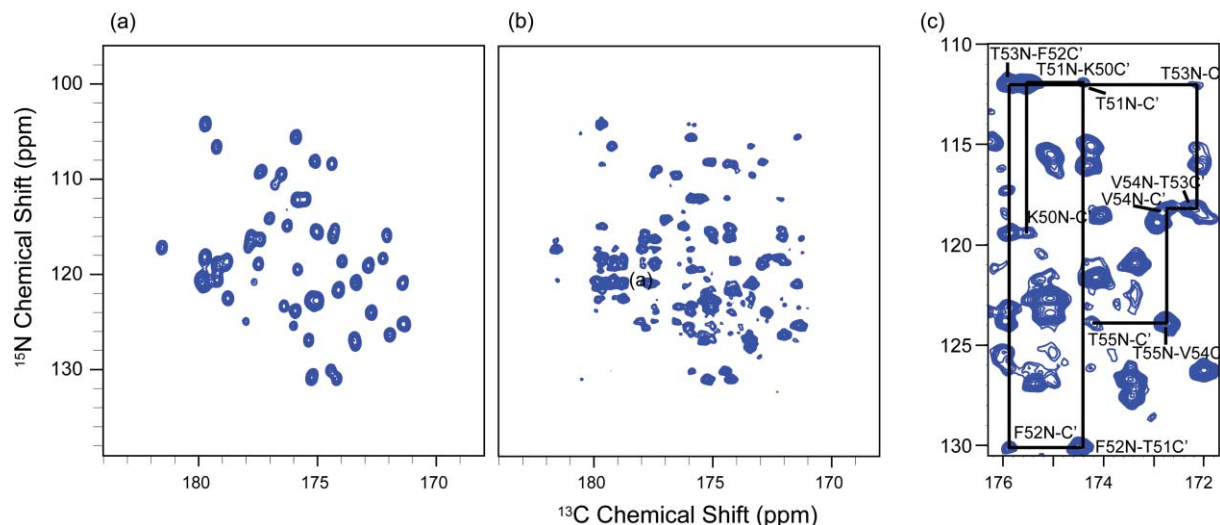 (a)
(b)
(c)
100
110
120
130
180
175
170
¹⁵N Chemical Shift (ppm)
(a)
180
175
170
¹³C Chemical Shift (ppm)
110
115
120
125
130
176
174
172
T53N-F52C'
T51N-K50C'
T53N-C
T51N-C'
V54N-T53C'
V54N-C'
K50N-C'
T55N-C'
T55N-V54C
F52N-C'
F52N-T51C'